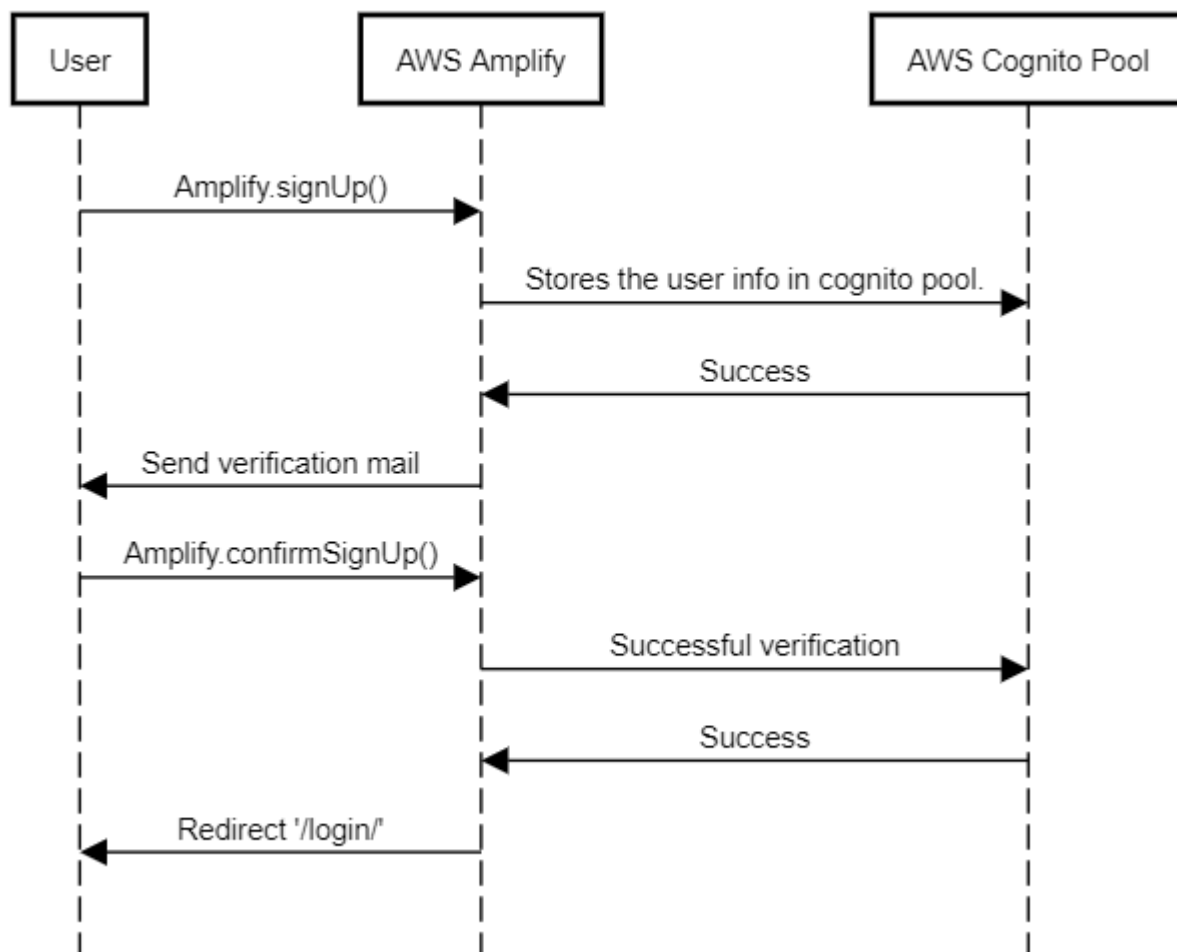 User
AWS Amplify
AWS Cognito Pool
Amplify.signUp()
Stores the user info in cognito pool.
Success
Send verification mail
Amplify.confirmSignUp()
Successful verification
Success
Redirect '/login/'